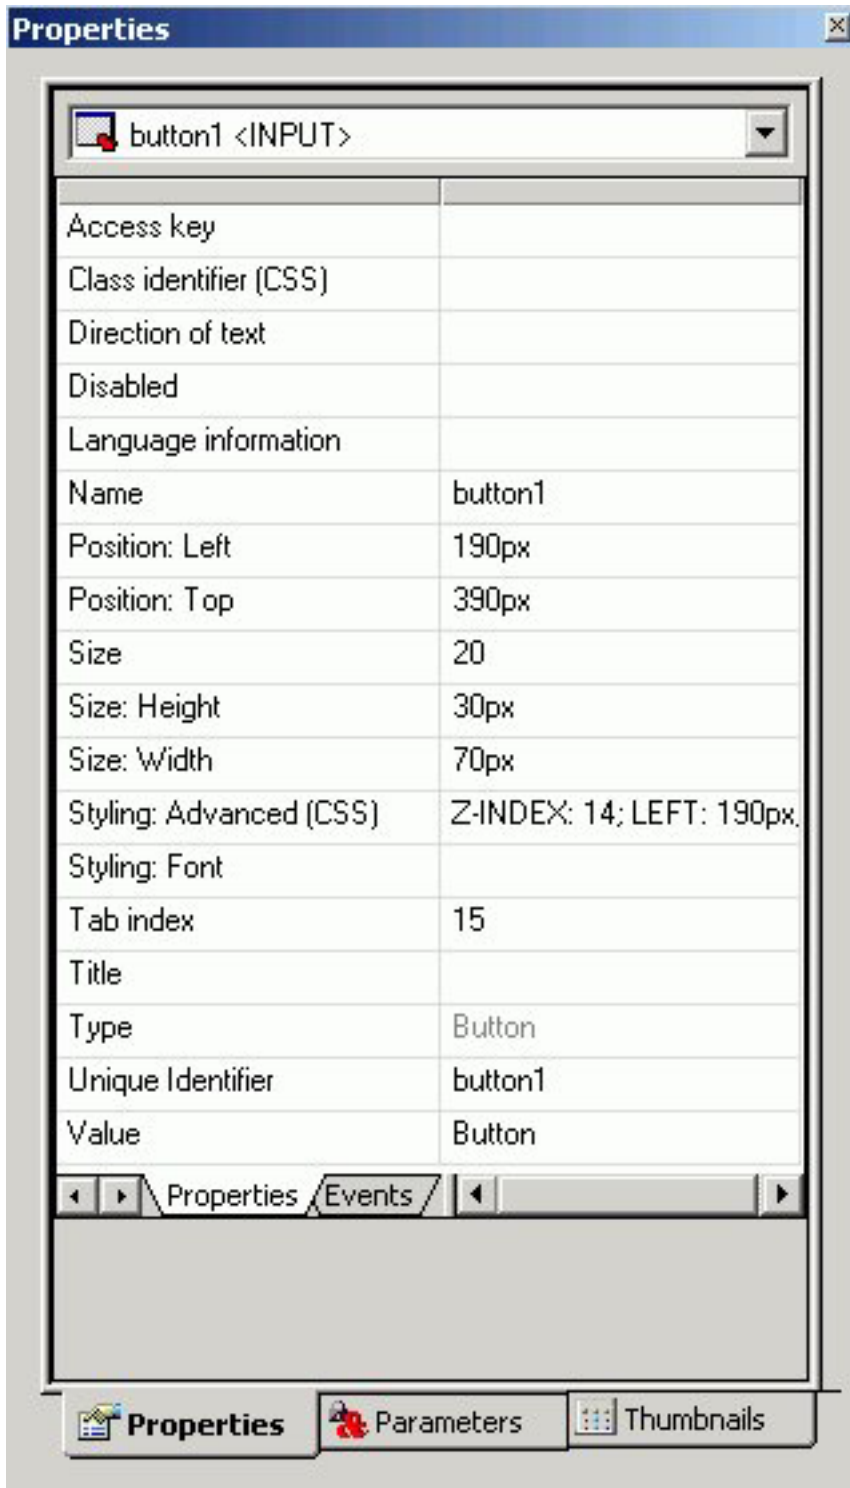 Properties
button1 <INPUT>
Access key
Class identifier (CSS)
Direction of text
Disabled
Language information
Name button1
Position: Left 190px
Position: Top 390px
Size 20
Size: Height 30px
Size: Width 70px
Styling: Advanced (CSS) Z-INDEX: 14; LEFT: 190px;
Styling: Font
Tab index 15
Title
Type Button
Unique Identifier button1
Value Button
Properties Events
Properties Parameters Thumbnails